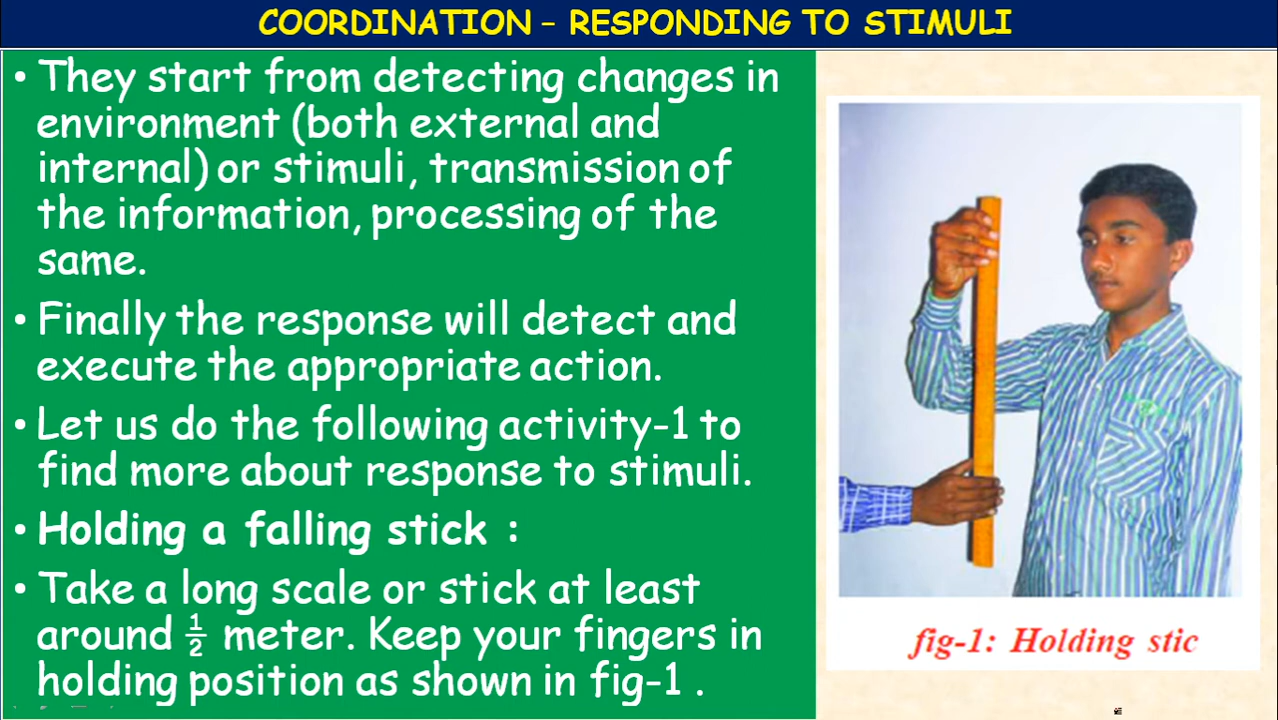 COORDINATION – RESPONDING TO STIMULI
• They start from detecting changes in
environment (both external and
internal) or stimuli, transmission of
the information, processing of the
same.
• Finally the response will detect and
execute the appropriate action.
• Let us do the following activity-1 to
find more about response to stimuli.
• Holding a falling stick :
• Take a long scale or stick at least
around ½ meter. Keep your fingers in
holding position as shown in fig-1 .
fig-1: Holding stic